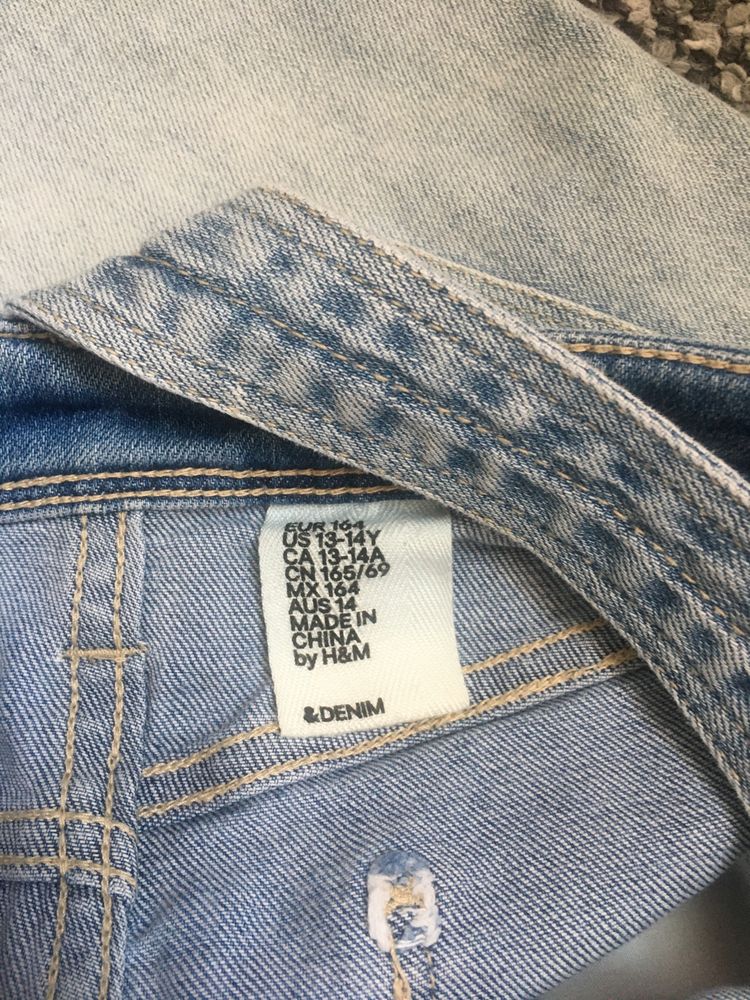 EUR 164
US 13-14Y
CA 13-14A
CN 165/69
MX 164
AUS 14
MADE IN
CHINA
by H&M
&DENIM